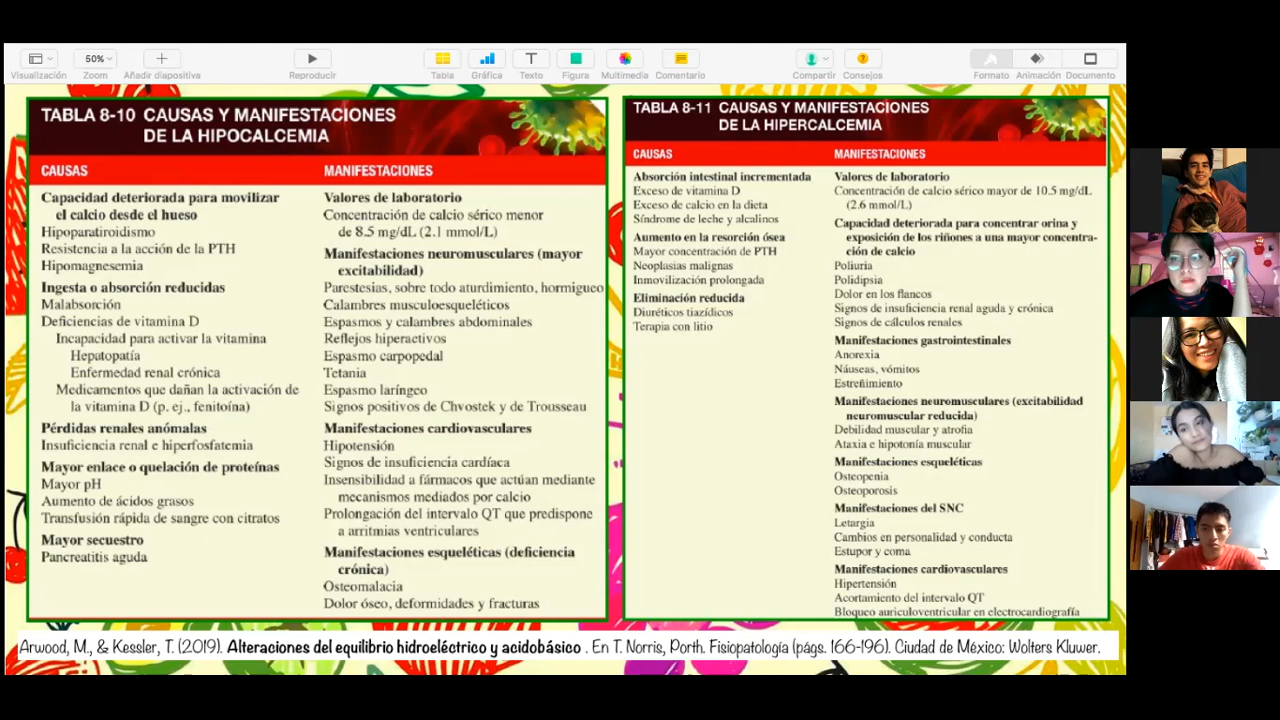 50%
Visualización
Zoom
Añadir diapositiva
Reproducir
Tabla
Gráfica
Texto
Figura
Multimedia
Comentario
Compartir
Consejos
Formato
Animación
Documento
TABLA 8-10 CAUSAS Y MANIFESTACIONES
DE LA HIPOCALCEMIA
CAUSAS
Capacidad deteriorada para movilizar
el calcio desde el hueso
Hipoparatiroidismo
Resistencia a la acción de la PTH
Hipomagnesemia
Ingesta o absorción reducidas
Malabsorción
Deficiencias de vitamina D
Incapacidad para activar la vitamina
Hepatopatía
Enfermedad renal crónica
Medicamentos que dañan la activación de
la vitamina D (p. ej., fenitoína)
Pérdidas renales anómalas
Insuficiencia renal e hiperfosfatemia
Mayor enlace o quelación de proteínas
Mayor pH
Aumento de ácidos grasos
Transfusión rápida de sangre con citratos
Mayor secuestro
Pancreatitis aguda
MANIFESTACIONES
Valores de laboratorio
Concentración de calcio sérico menor
de 8.5 mg/dL (2.1 mmol/L)
Manifestaciones neuromusculares (mayor
excitabilidad)
Parestesias, sobre todo aturdimiento, hormigueo
Calambres musculoesqueléticos
Espasmos y calambres abdominales
Reflejos hiperactivos
Espasmo carpopedal
Tetania
Espasmo laríngeo
Signos positivos de Chvostek y de Trousseau
Manifestaciones cardiovasculares
Hipotensión
Signos de insuficiencia cardíaca
Insensibilidad a fármacos que actúan mediante
mecanismos mediados por calcio
Prolongación del intervalo QT que predispone
a arritmias ventriculares
Manifestaciones esqueléticas (deficiencia
crónica)
Osteomalacia
Dolor óseo, deformidades y fracturas
TABLA 8-11 CAUSAS Y MANIFESTACIONES
DE LA HIPERCALCEMIA
CAUSAS
Absorción intestinal incrementada
Exceso de vitamina D
Exceso de calcio en la dieta
Síndrome de leche y alcalinos
Aumento en la resorción ósea
Mayor concentración de PTH
Neoplasias malignas
Inmovilización prolongada
Eliminación reducida
Diuréticos tiazídicos
Terapia con litio
MANIFESTACIONES
Valores de laboratorio
Concentración de calcio sérico mayor de 10.5 mg/dL
(2.6 mmol/L)
Capacidad deteriorada para concentrar orina y
exposición de los riñones a una mayor concentra-
ción de calcio
Poliuria
Polidipsia
Dolor en los flancos
Signos de insuficiencia renal aguda y crónica
Signos de cálculos renales
Manifestaciones gastrointestinales
Anorexia
Náuseas, vómitos
Estreñimiento
Manifestaciones neuromusculares (excitabilidad
neuromuscular reducida)
Debilidad muscular y atrofia
Ataxia e hipotonía muscular
Manifestaciones esqueléticas
Osteopenia
Osteoporosis
Manifestaciones del SNC
Letargia
Cambios en personalidad y conducta
Estupor y coma
Manifestaciones cardiovasculares
Hipertensión
Acortamiento del intervalo QT
Bloqueo auriculoventricular en electrocardiografía
Arwood, M., & Kessler, T. (2019). Alteraciones del equilibrio hidroeléctrico y acidobásico . En T. Norris, Porth. Fisiopatología (págs. 166-196). Ciudad de México: Wolters Kluwer.